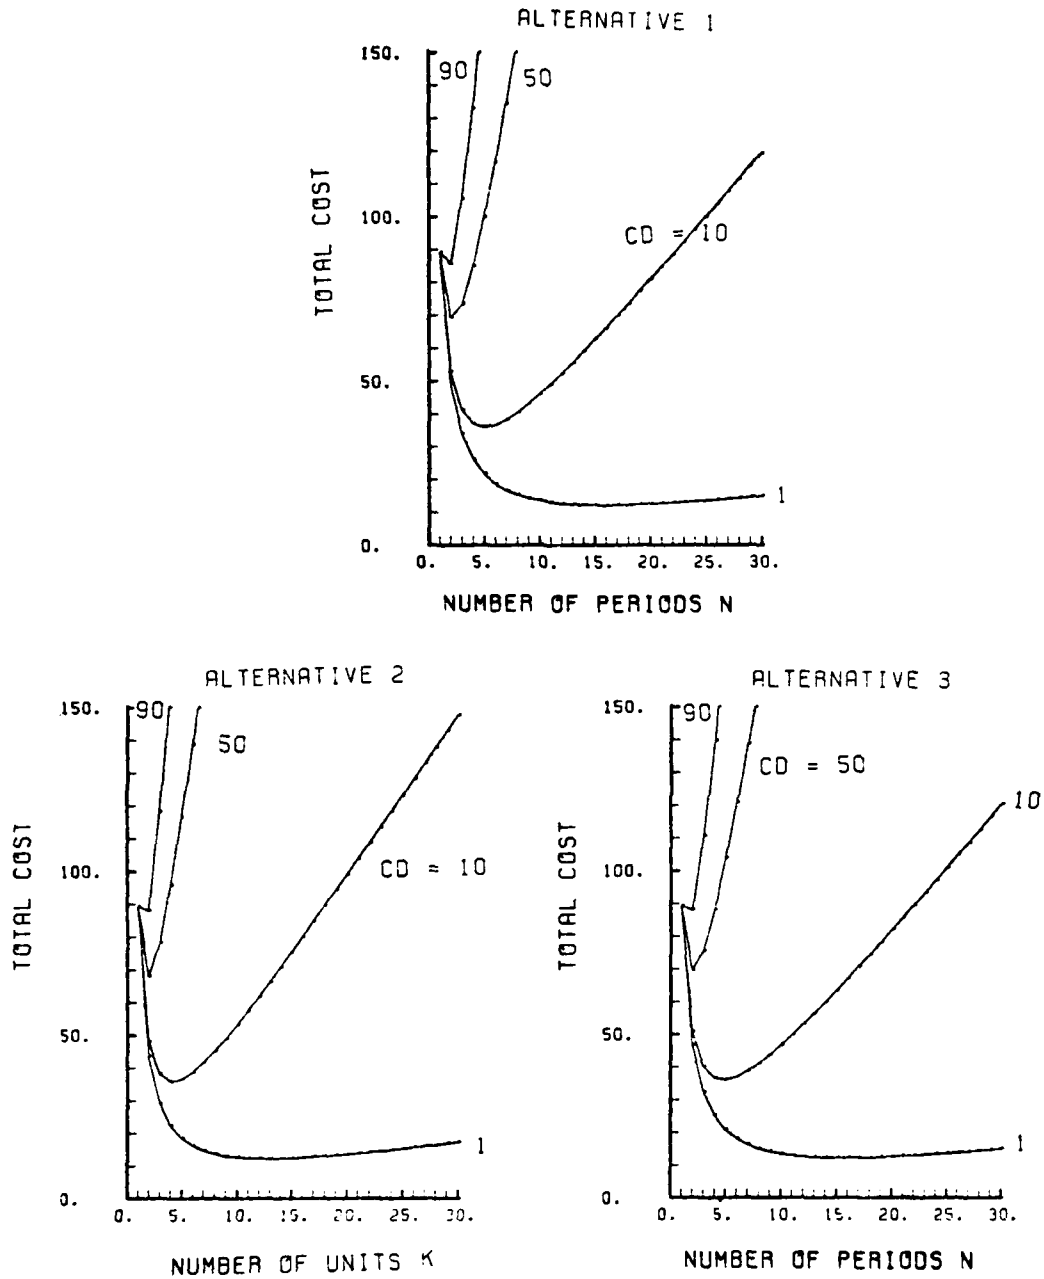 ALTERNATIVE 1
150.
90
50
100.
CD = 10
TOTAL COST
50.
1
0.
0. 5. 10. 15. 20. 25. 30.
NUMBER OF PERIODS N
ALTERNATIVE 2
150.
90
50
100.
CD = 10
TOTAL COST
50.
1
0.
0. 5. 10. 15. 20. 25. 30.
NUMBER OF UNITS K
ALTERNATIVE 3
150.
90
CD = 50
10
100.
TOTAL COST
50.
1
0.
0. 5. 10. 15. 20. 25. 30.
NUMBER OF PERIODS N